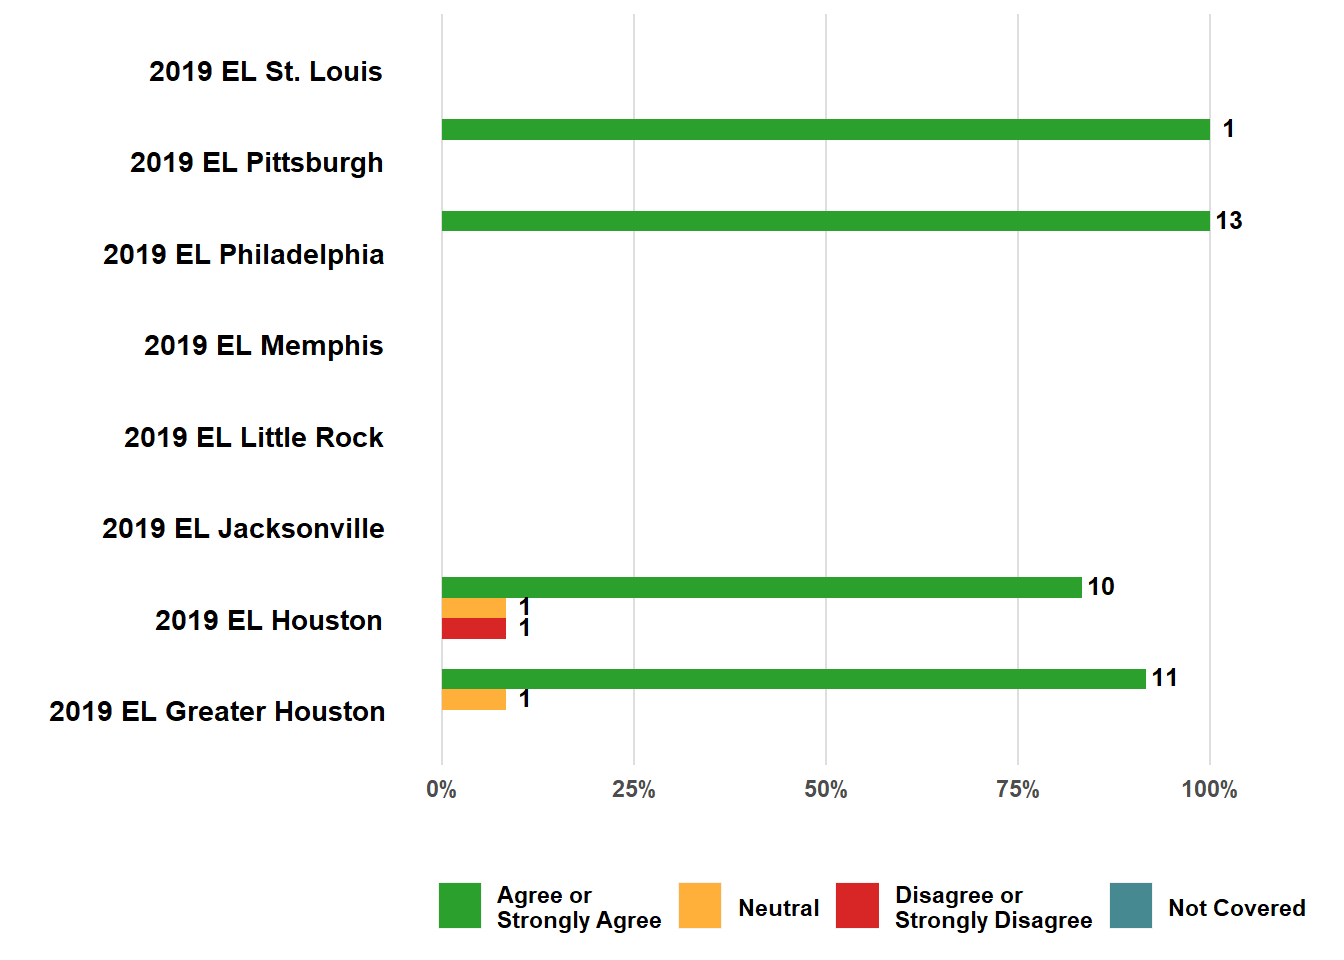 2019 EL St. Louis
1
2019 EL Pittsburgh
13
2019 EL Philadelphia
2019 EL Memphis
2019 EL Little Rock
2019 EL Jacksonville
10
1
2019 EL Houston
1
11
1
2019 EL Greater Houston
0% 25% 50% 75% 100%
Agree or
Strongly Agree
Neutral
Disagree or
Strongly Disagree
Not Covered